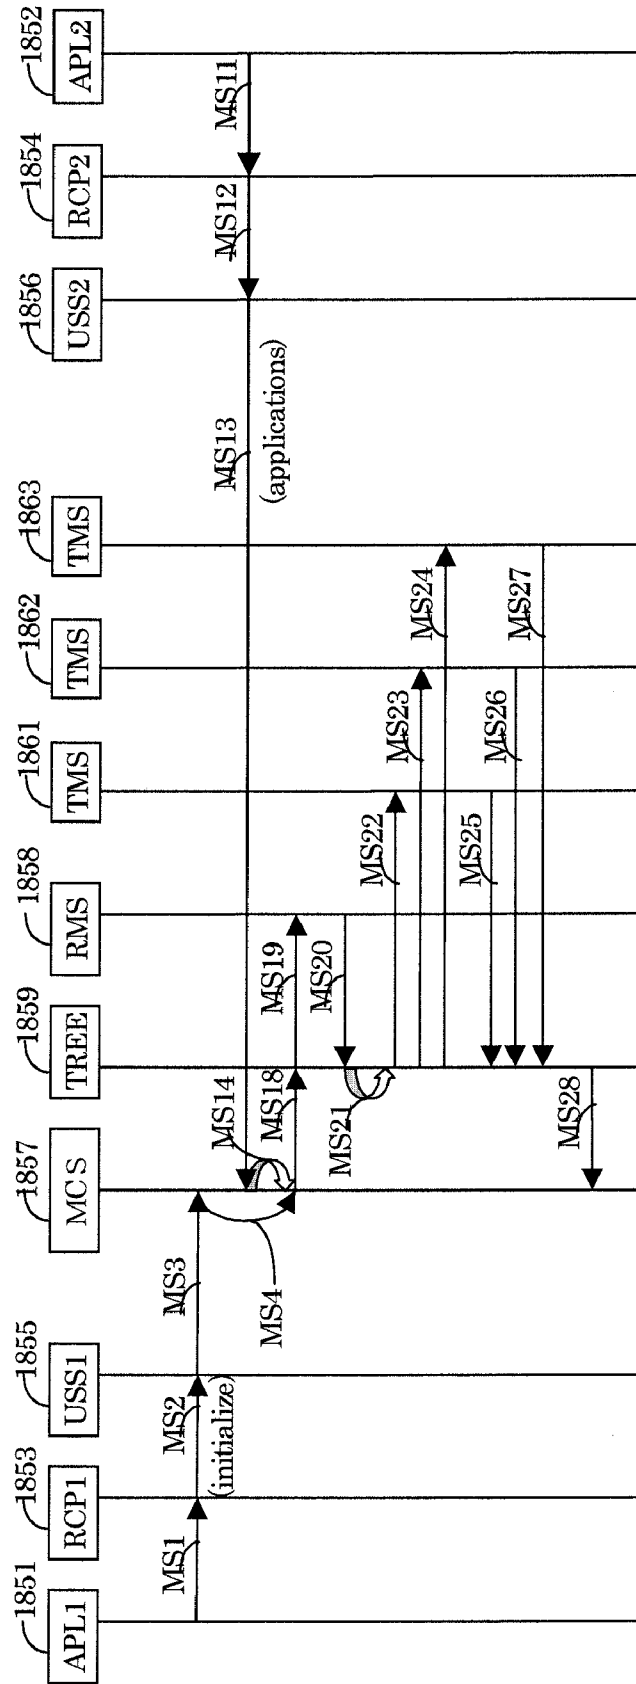 1851
1853
1855
1857
1859
1858
1861
1862
1863
1856
1854
1852
APL1
RCP1
USS1
MCS
TREE
RMS
TMS
TMS
TMS
USS2
RCP2
APL2
MS1
MS2
(initialize)
MS3
MS4
MS11
MS12
MS13
(applications)
MS14
MS18
MS19
MS20
MS21
MS22
MS23
MS24
MS25
MS26
MS27
MS28